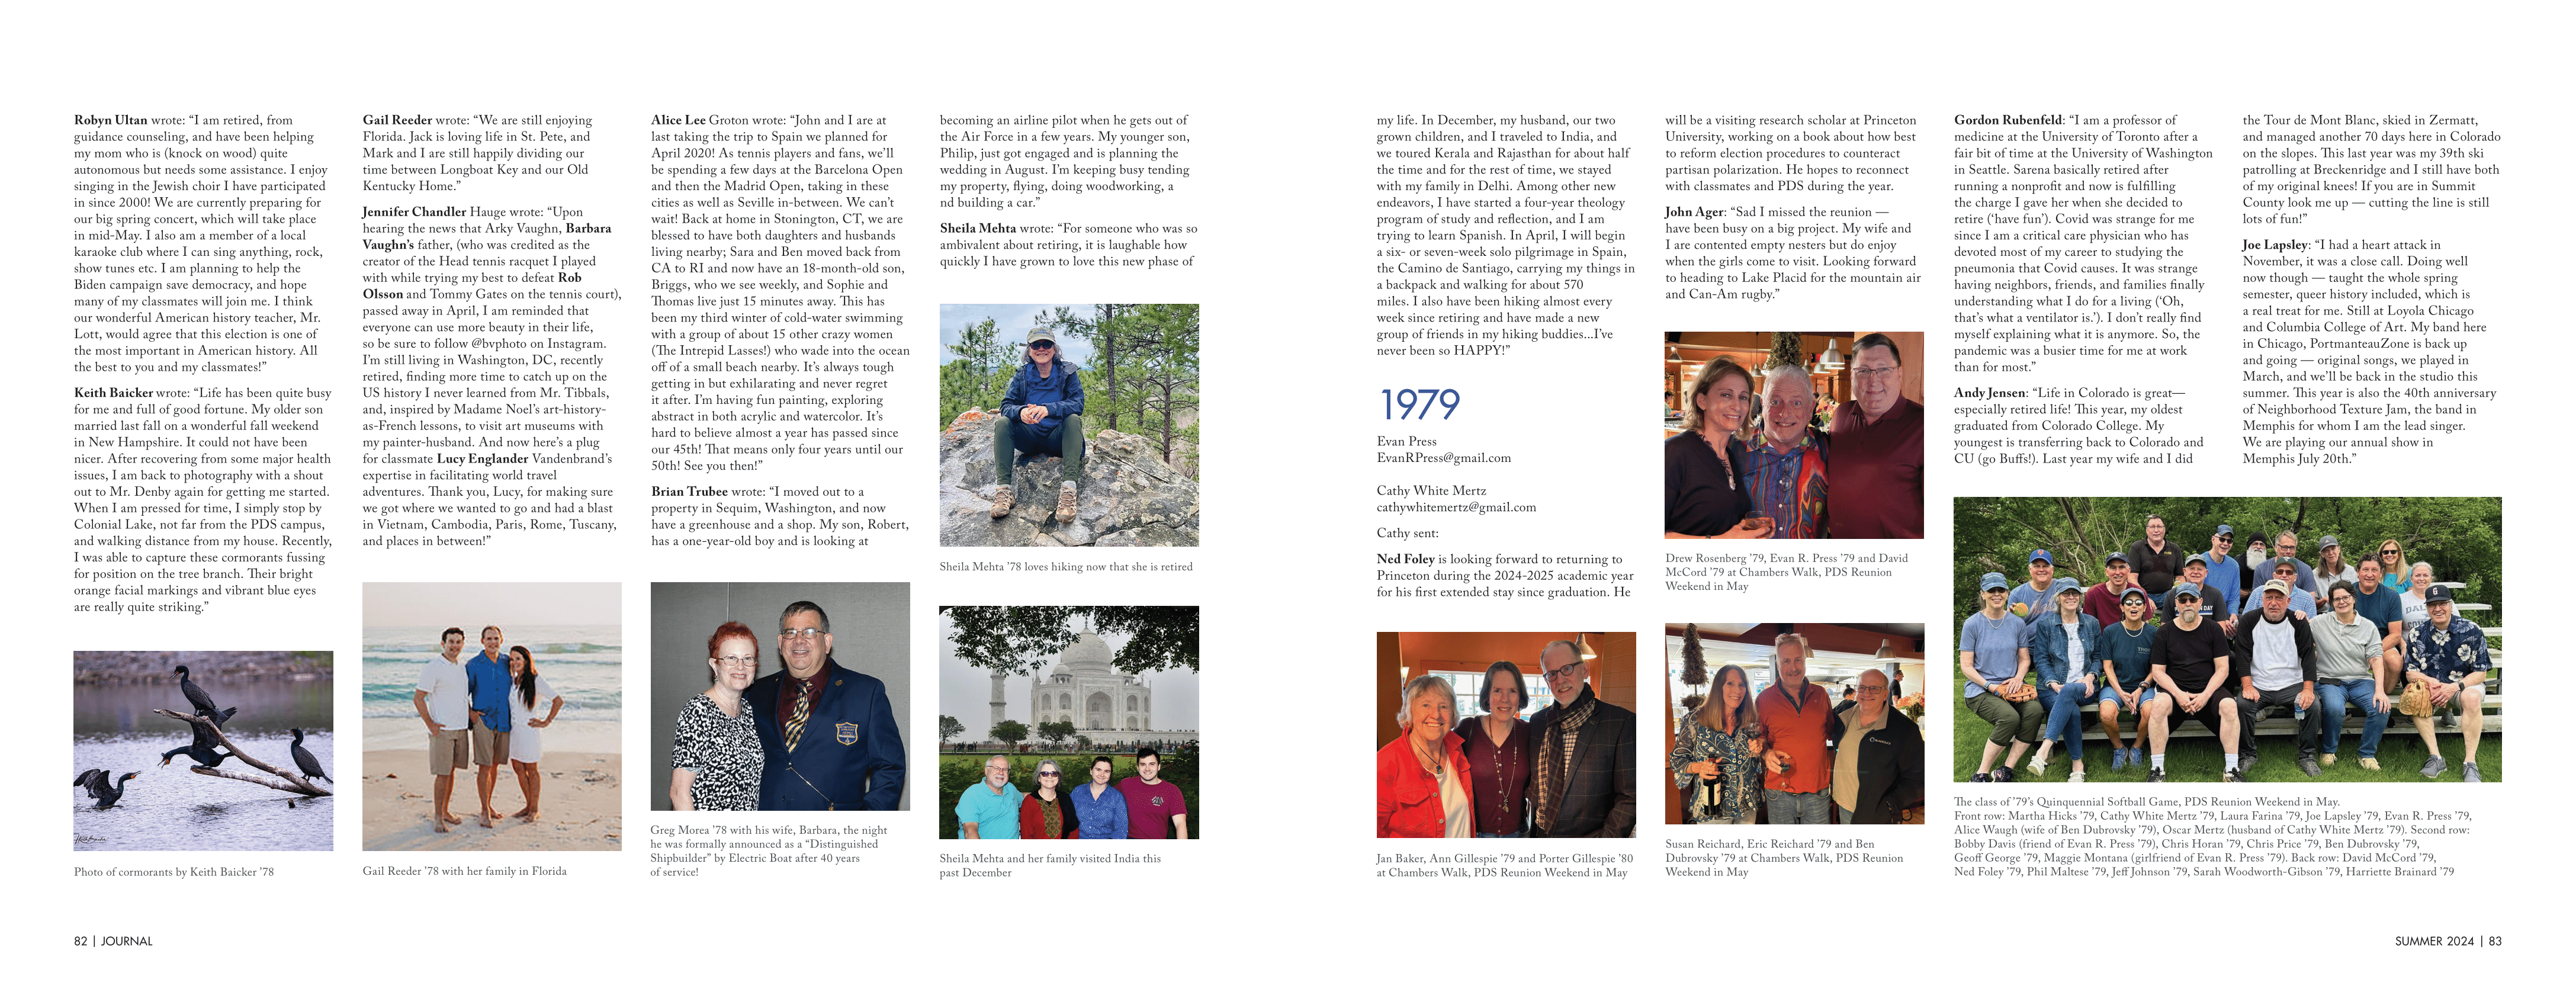 Robyn Ultan wrote: “I am retired, from
guidance counseling, and have been helping
my mom who is (knock on wood) quite
autonomous but needs some assistance. I enjoy
singing in the Jewish choir I have participated
in since 2000! We are currently preparing for
our big spring concert, which will take place
in mid-May. I also am a member of a local
karaoke club where I can sing anything, rock,
show tunes etc. I am planning to help the
Biden campaign save democracy, and hope
many of my classmates will join me. I think
our wonderful American history teacher, Mr.
Lott, would agree that this election is one of
the most important in American history. All
the best to you and my classmates!”
Keith Baicker wrote: “Life has been quite busy
for me and full of good fortune. My older son
married last fall on a wonderful fall weekend
in New Hampshire. It could not have been
nicer. After recovering from some major health
issues, I am back to photography with a shout
out to Mr. Denby again for getting me started.
When I am pressed for time, I simply stop by
Colonial Lake, not far from the PDS campus,
and walking distance from my house. Recently,
I was able to capture these cormorants fussing
for position on the tree branch. Their bright
orange facial markings and vibrant blue eyes
are really quite striking.”
Photo of cormorants by Keith Baicker ’78
Gail Reeder wrote: “We are still enjoying
Florida. Jack is loving life in St. Pete, and
Mark and I are still happily dividing our
time between Longboat Key and our Old
Kentucky Home.”
Jennifer Chandler Hauge wrote: “Upon
hearing the news that Arky Vaughn, Barbara
Vaughn’s father, (who was credited as the
creator of the Head tennis racquet I played
with while trying my best to defeat Rob
Olsson and Tommy Gates on the tennis court),
passed away in April, I am reminded that
everyone can use more beauty in their life,
so be sure to follow @bvphoto on Instagram.
I’m still living in Washington, DC, recently
retired, finding more time to catch up on the
US history I never learned from Mr. Tibbals,
and, inspired by Madame Noel’s art-history-
as-French lessons, to visit art museums with
my painter-husband. And now here’s a plug
for classmate Lucy Englander Vandenbrand’s
expertise in facilitating world travel
adventures. Thank you, Lucy, for making sure
we got where we wanted to go and had a blast
in Vietnam, Cambodia, Paris, Rome, Tuscany,
and places in between!”
Gail Reeder ’78 with her family in Florida
Alice Lee Groton wrote: “John and I are at
last taking the trip to Spain we planned for
April 2020! As tennis players and fans, we’ll
be spending a few days at the Barcelona Open
and then the Madrid Open, taking in these
cities as well as Seville in-between. We can’t
wait! Back at home in Stonington, CT, we are
blessed to have both daughters and husbands
living nearby; Sara and Ben moved back from
CA to RI and now have an 18-month-old son,
Briggs, who we see weekly, and Sophie and
Thomas live just 15 minutes away. This has
been my third winter of cold-water swimming
with a group of about 15 other crazy women
(The Intrepid Lasses!) who wade into the ocean
off of a small beach nearby. It’s always tough
getting in but exhilarating and never regret
it after. I’m having fun painting, exploring
abstract in both acrylic and watercolor. It’s
hard to believe almost a year has passed since
our 45th! That means only four years until our
50th! See you then!”
Brian Trubee wrote: “I moved out to a
property in Sequim, Washington, and now
have a greenhouse and a shop. My son, Robert,
has a one-year-old boy and is looking at
Greg Morea ’78 with his wife, Barbara, the night
he was formally announced as a “Distinguished
Shipbuilder” by Electric Boat after 40 years
of service!
becoming an airline pilot when he gets out of
the Air Force in a few years. My younger son,
Philip, just got engaged and is planning the
wedding in August. I’m keeping busy tending
my property, flying, doing woodworking, a
nd building a car.”
Sheila Mehta wrote: “For someone who was so
ambivalent about retiring, it is laughable how
quickly I have grown to love this new phase of
Sheila Mehta ’78 loves hiking now that she is retired
Sheila Mehta and her family visited India this
past December
82 | JOURNAL
my life. In December, my husband, our two
grown children, and I traveled to India, and
we toured Kerala and Rajasthan for about half
the time and for the rest of time, we stayed
with my family in Delhi. Among other new
endeavors, I have started a four-year theology
program of study and reflection, and I am
trying to learn Spanish. In April, I will begin
a six- or seven-week solo pilgrimage in Spain,
the Camino de Santiago, carrying my things in
a backpack and walking for about 570
miles. I also have been hiking almost every
week since retiring and have made a new
group of friends in my hiking buddies...I’ve
never been so HAPPY!”
1979
Evan Press
EvanRPress@gmail.com
Cathy White Mertz
cathywhitemertz@gmail.com
Cathy sent:
Ned Foley is looking forward to returning to
Princeton during the 2024-2025 academic year
for his first extended stay since graduation. He
Jan Baker, Ann Gillespie ’79 and Porter Gillespie ’80
at Chambers Walk, PDS Reunion Weekend in May
will be a visiting research scholar at Princeton
University, working on a book about how best
to reform election procedures to counteract
partisan polarization. He hopes to reconnect
with classmates and PDS during the year.
John Ager: “Sad I missed the reunion —
have been busy on a big project. My wife and
I are contented empty nesters but do enjoy
when the girls come to visit. Looking forward
to heading to Lake Placid for the mountain air
and Can-Am rugby.”
Drew Rosenberg ’79, Evan R. Press ’79 and David
McCord ’79 at Chambers Walk, PDS Reunion
Weekend in May
Susan Reichard, Eric Reichard ’79 and Ben
Dubrovsky ’79 at Chambers Walk, PDS Reunion
Weekend in May
Gordon Rubenfeld: “I am a professor of
medicine at the University of Toronto after a
fair bit of time at the University of Washington
in Seattle. Sarena basically retired after
running a nonprofit and now is fulfilling
the charge I gave her when she decided to
retire (‘have fun’). Covid was strange for me
since I am a critical care physician who has
devoted most of my career to studying the
pneumonia that Covid causes. It was strange
having neighbors, friends, and families finally
understanding what I do for a living (‘Oh,
that’s what a ventilator is.’). I don’t really find
myself explaining what it is anymore. So, the
pandemic was a busier time for me at work
than for most.”
Andy Jensen: “Life in Colorado is great—
especially retired life! This year, my oldest
graduated from Colorado College. My
youngest is transferring back to Colorado and
CU (go Buffs!). Last year my wife and I did
the Tour de Mont Blanc, skied in Zermatt,
and managed another 70 days here in Colorado
on the slopes. This last year was my 39th ski
patrolling at Breckenridge and I still have both
of my original knees! If you are in Summit
County look me up — cutting the line is still
lots of fun!”
Joe Lapsley: “I had a heart attack in
November, it was a close call. Doing well
now though — taught the whole spring
semester, queer history included, which is
a real treat for me. Still at Loyola Chicago
and Columbia College of Art. My band here
in Chicago, PortmanteauZone is back up
and going — original songs, we played in
March, and we’ll be back in the studio this
summer. This year is also the 40th anniversary
of Neighborhood Texture Jam, the band in
Memphis for whom I am the lead singer.
We are playing our annual show in
Memphis July 20th.”
The class of ’79’s Quinquennial Softball Game, PDS Reunion Weekend in May.
Front row: Martha Hicks ’79, Cathy White Mertz ’79, Laura Farina ’79, Joe Lapsley ’79, Evan R. Press ’79,
Alice Waugh (wife of Ben Dubrovsky ’79), Oscar Mertz (husband of Cathy White Mertz ’79). Second row:
Bobby Davis (friend of Evan R. Press ’79), Chris Horan ’79, Chris Price ’79, Ben Dubrovsky ’79,
Geoff George ’79, Maggie Montana (girlfriend of Evan R. Press ’79). Back row: David McCord ’79,
Ned Foley ’79, Phil Maltese ’79, Jeff Johnson ’79, Sarah Woodworth-Gibson ’79, Harriette Brainard ’79
SUMMER 2024 | 83